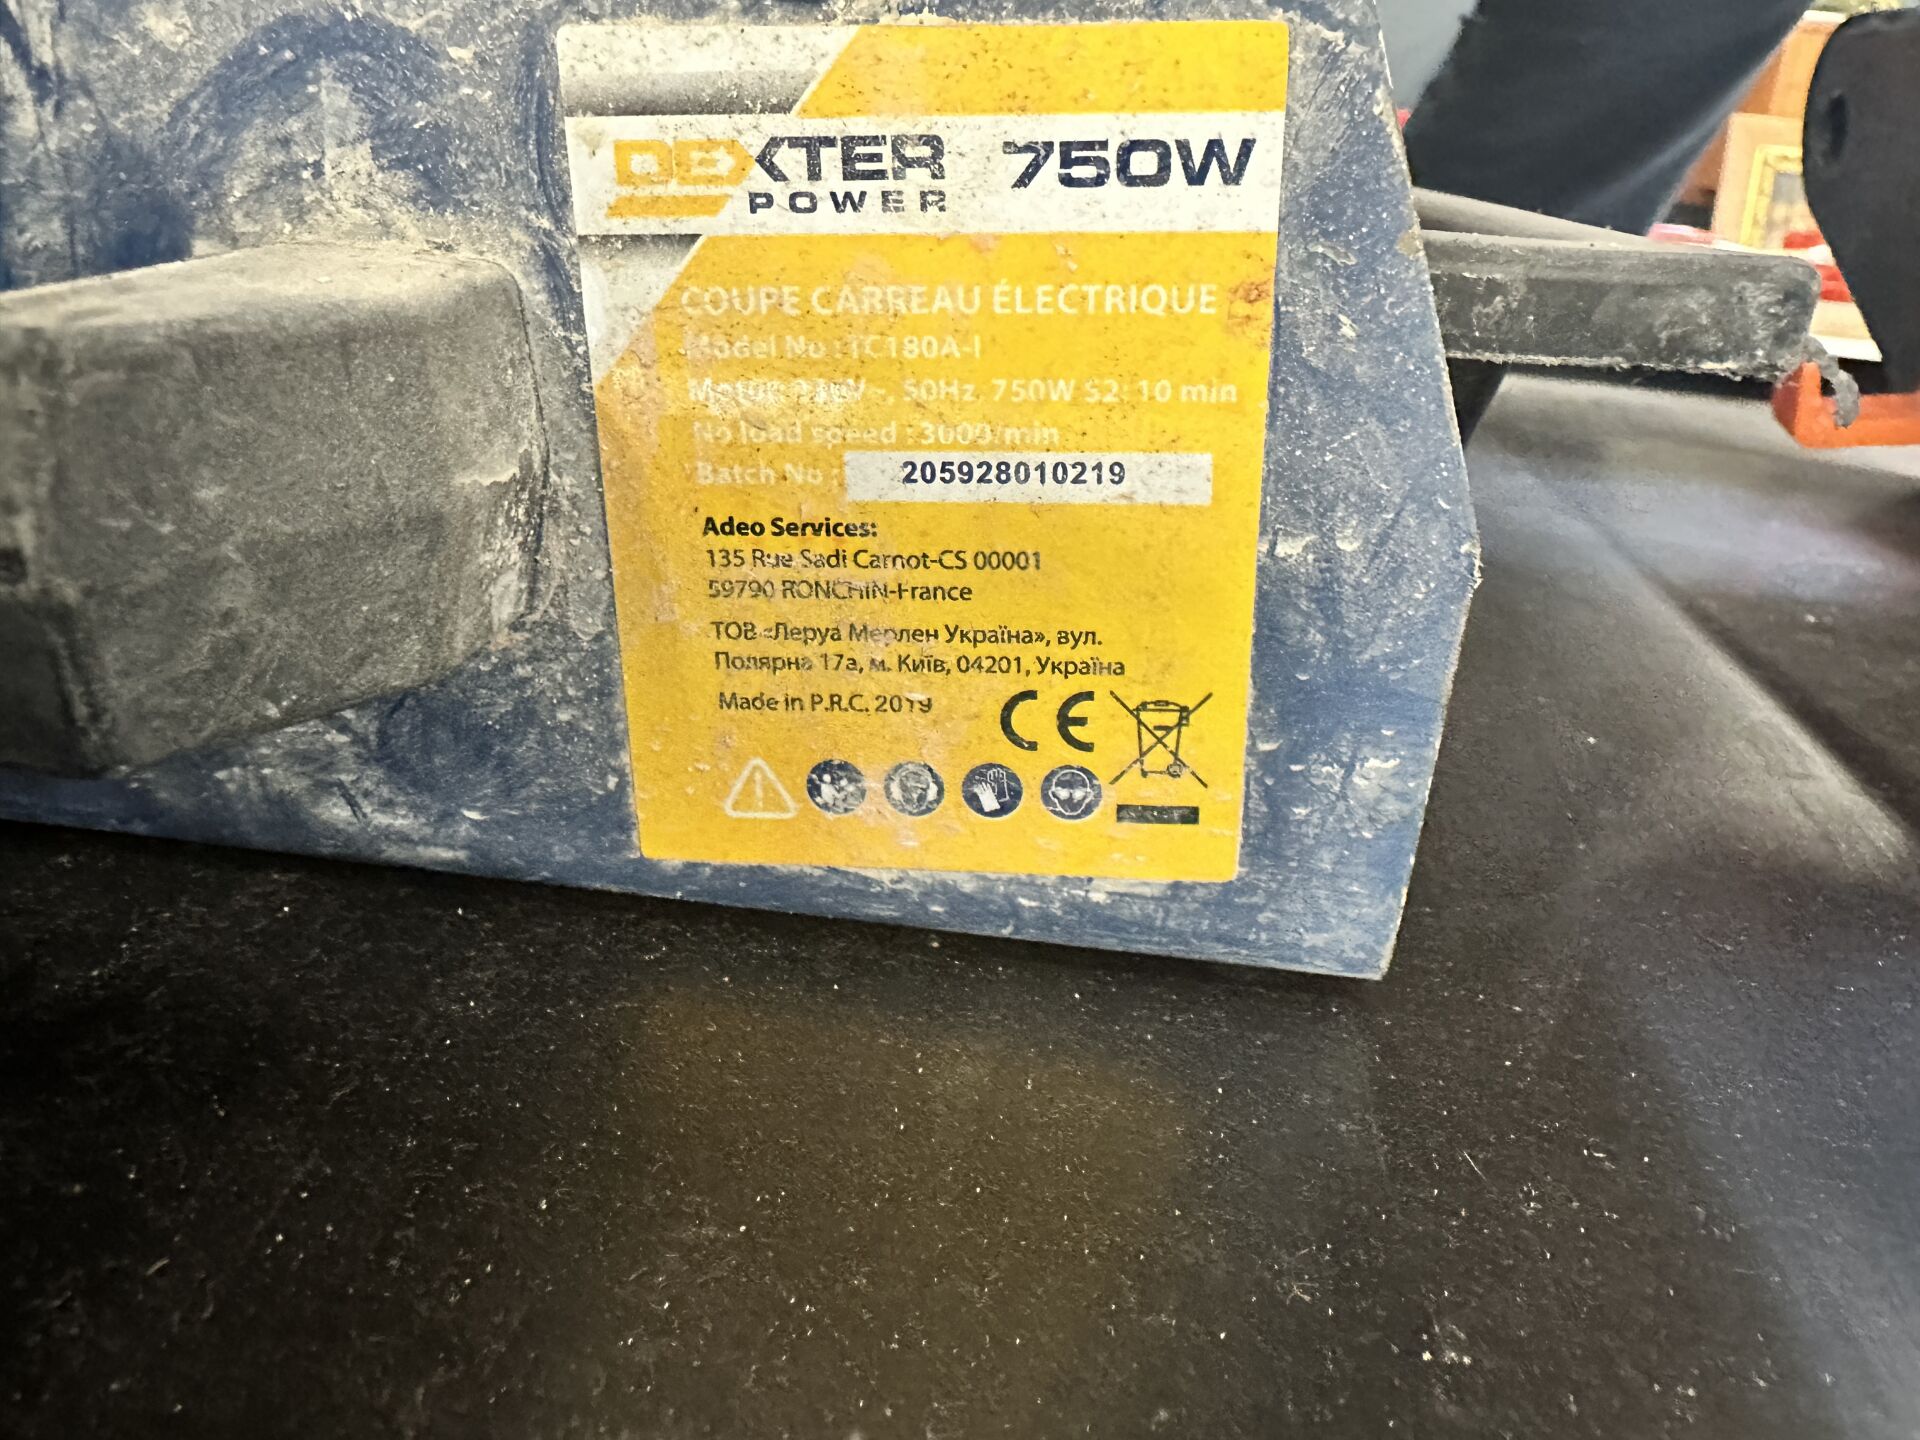 DEXTER 750W
POWER
COUPE CARREAU ÉLECTRIQUE
Model No : TC180A-I
Motor: 230V~, 50Hz, 750W S2: 10 min
No load speed : 3000/min
Batch No : 205928010219
Adeo Services:
135 Rue Sadi Carnot-CS 00001
59790 RONCHIN-France
ТОВ «Леруа Мерлен Україна», вул.
Полярна 17а, м. Київ, 04201, Україна
Made in P.R.C. 2019
CE